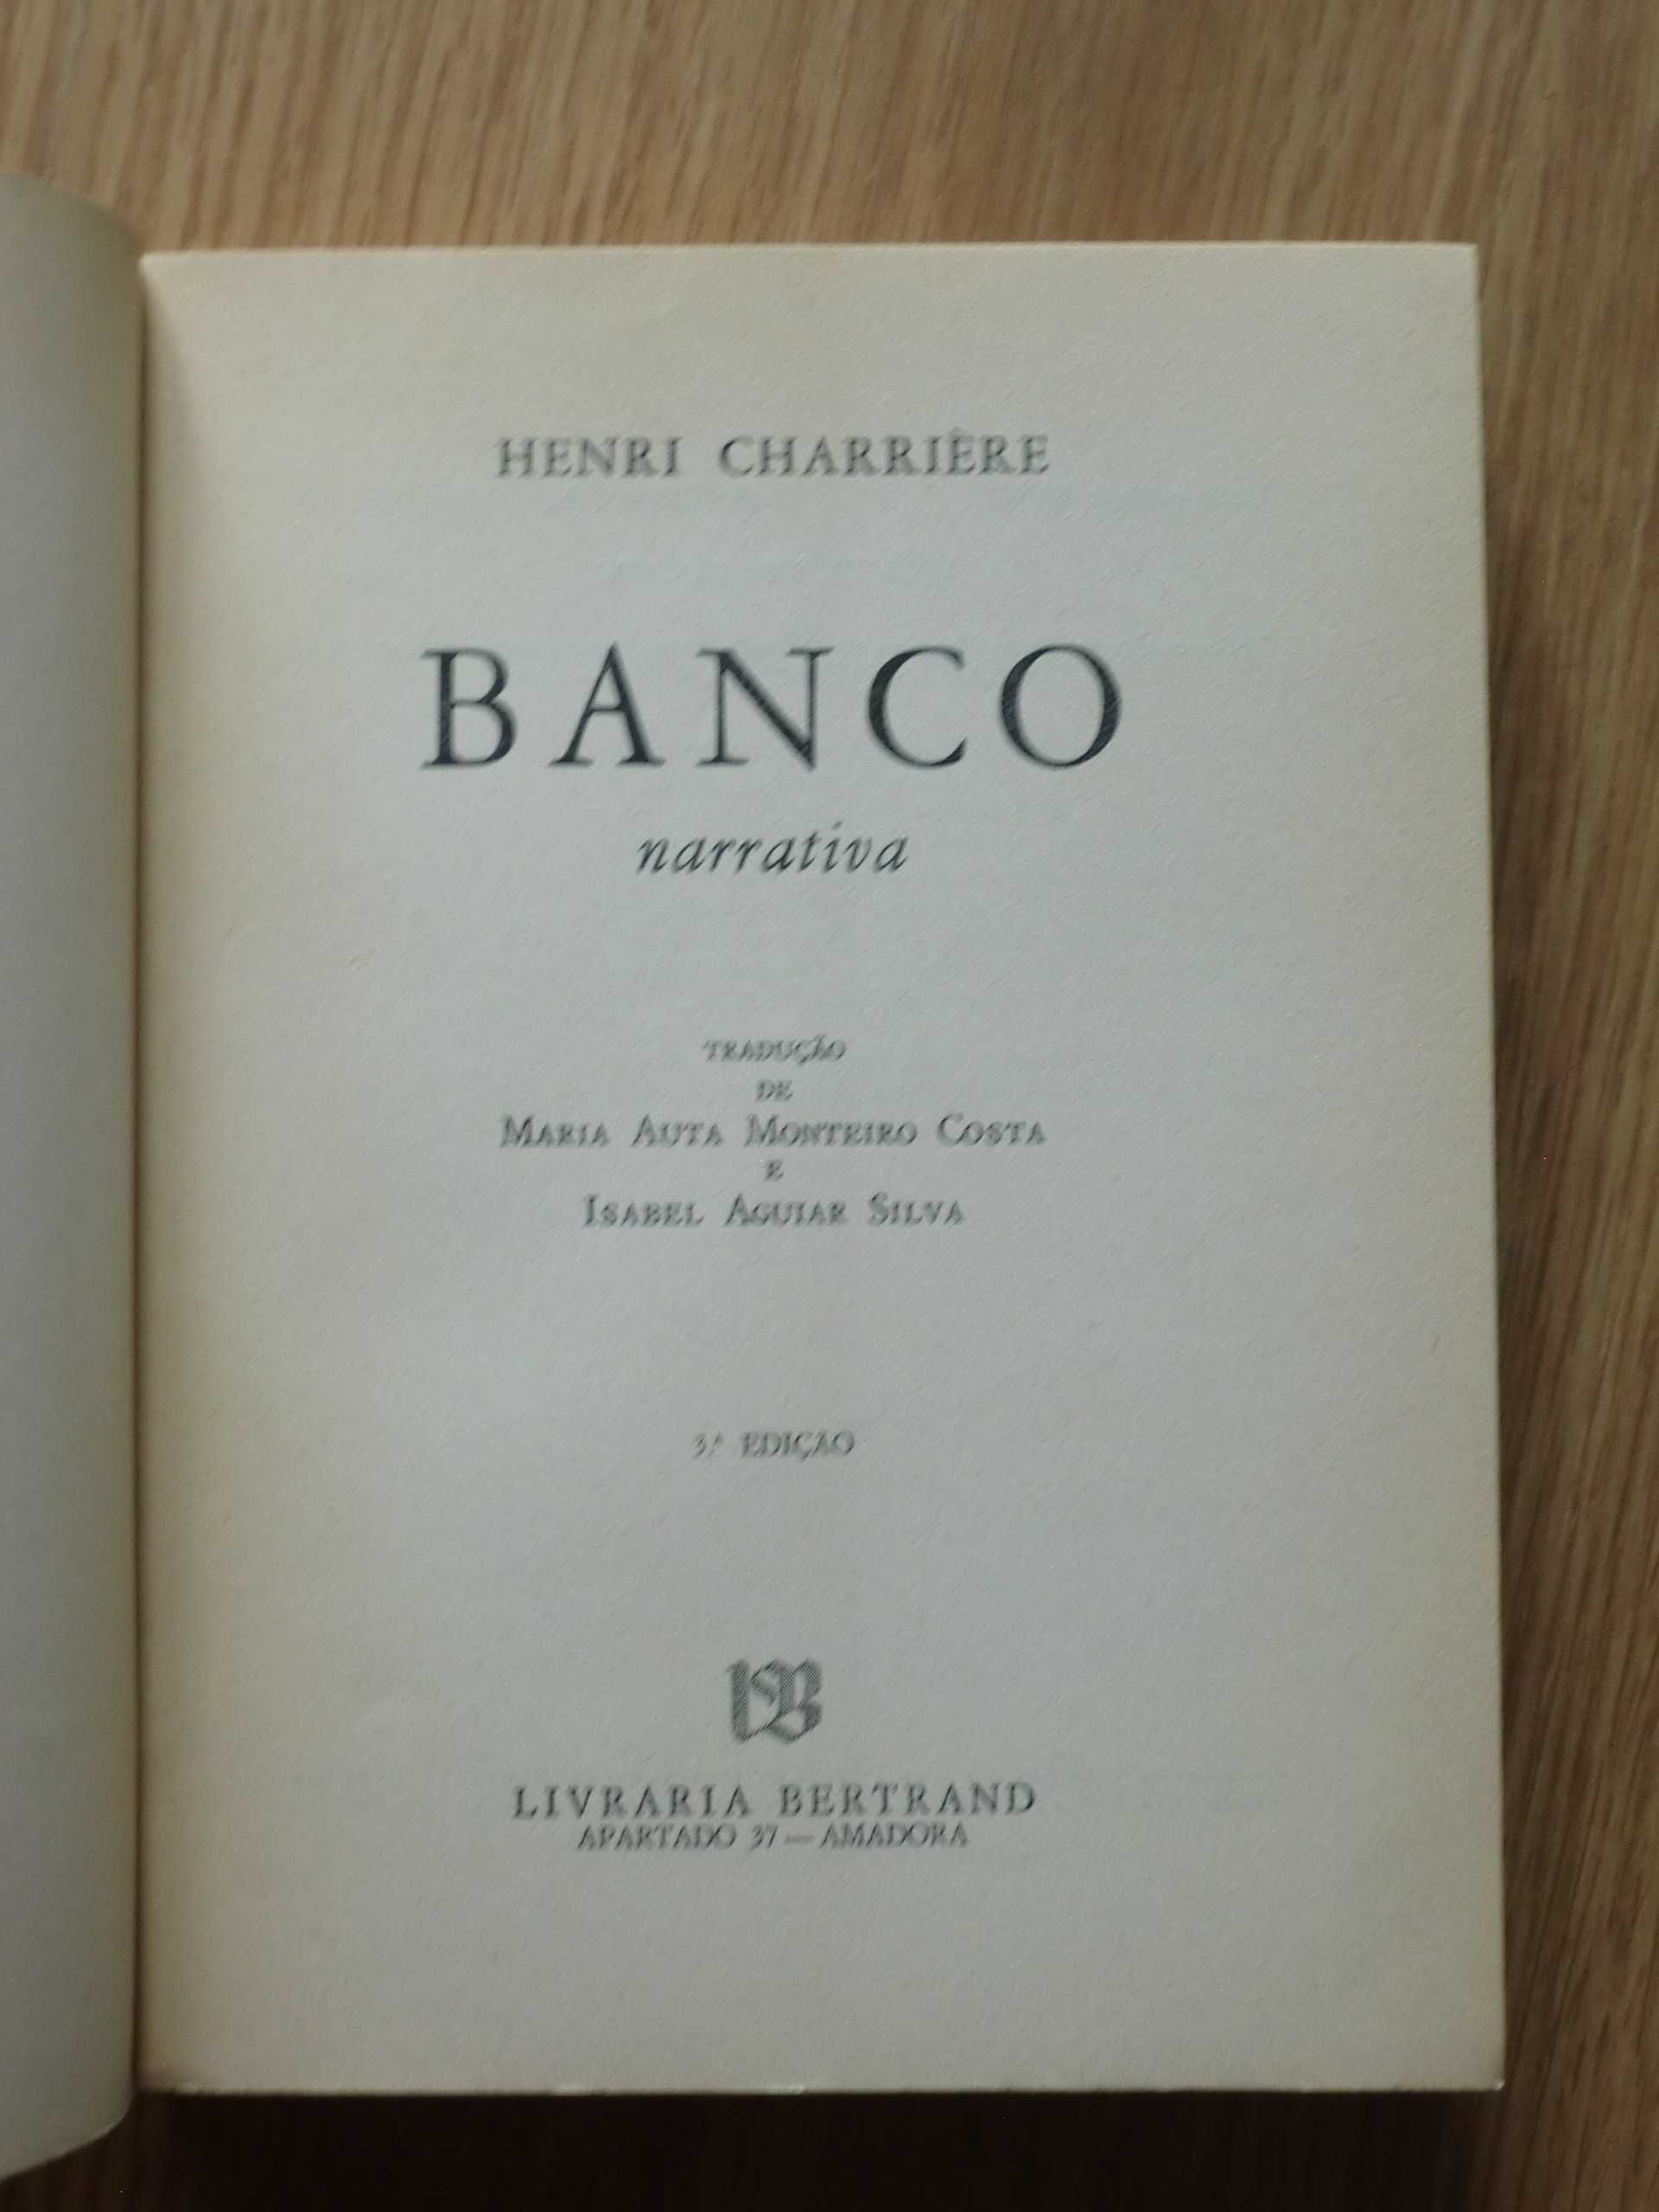 HENRI CHARRIÈRE
BANCO
narrativa
TRADUÇÃO
DE
MARIA AUTA MONTEIRO COSTA
E
ISABEL AGUIAR SILVA
3.ª EDIÇÃO
LIVRARIA BERTRAND
APARTADO 37 — AMADORA